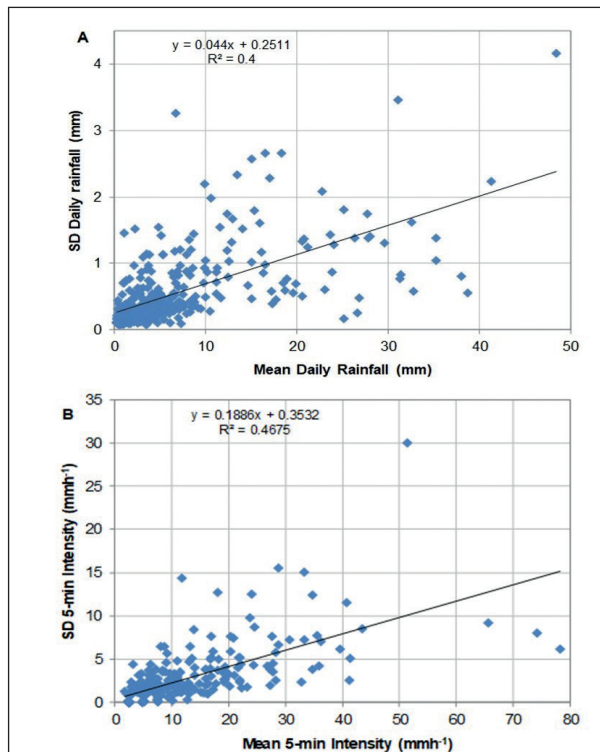 A
y = 0.044x + 0.2511
R² = 0.4
4
3
2
1
0
SD Daily rainfall (mm)
0 10 20 30 40 50
Mean Daily Rainfall (mm)
B
y = 0.1886x + 0.3532
R² = 0.4675
35
30
25
20
15
10
5
0
SD 5-min Intensity (mmh⁻¹)
0 10 20 30 40 50 60 70 80
Mean 5-min Intensity (mmh⁻¹)